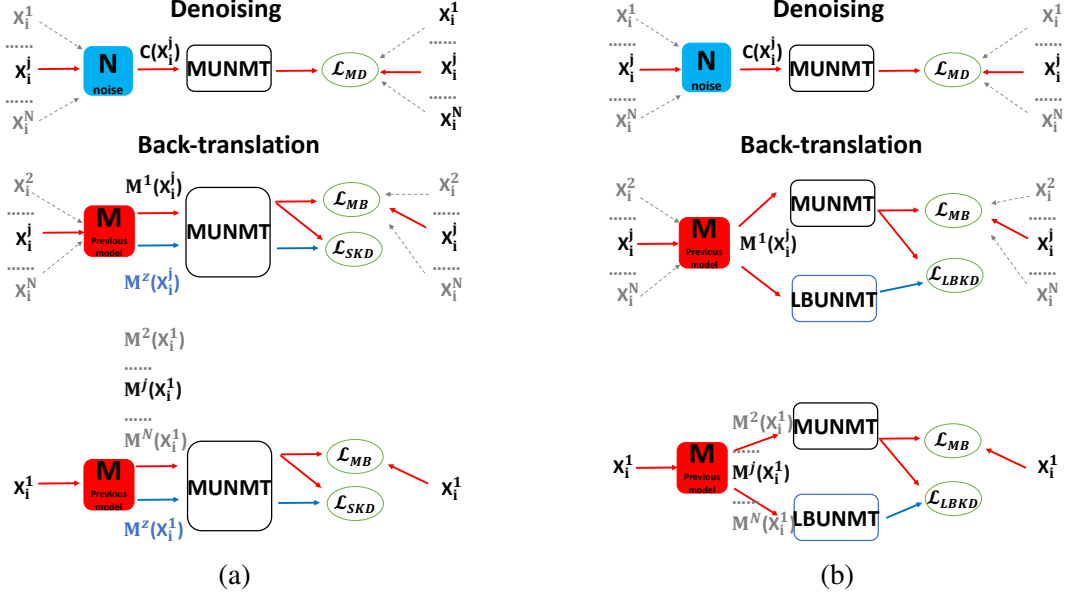 Denoising
X_i^1
......
X_i^j
......
X_i^N
N
noise
C(X_i^j)
MUNMT
ℒ_MD
X_i^1
......
X_i^j
......
X_i^N
Back-translation
X_i^2
......
X_i^j
......
X_i^N
M
Previous model
M^1(X_i^j)
M^z(X_i^j)
MUNMT
ℒ_MB
ℒ_SKD
X_i^2
......
X_i^j
......
X_i^N
M^2(X_i^1)
......
M^j(X_i^1)
......
M^N(X_i^1)
X_i^1
M
Previous model
M^z(X_i^1)
MUNMT
ℒ_MB
ℒ_SKD
X_i^1
(a)
Denoising
X_i^1
......
X_i^j
......
X_i^N
N
noise
C(X_i^j)
MUNMT
ℒ_MD
X_i^1
......
X_i^j
......
X_i^N
Back-translation
X_i^2
......
X_i^j
......
X_i^N
M
Previous model
M^1(X_i^j)
MUNMT
LBUNMT
ℒ_MB
ℒ_LBKD
X_i^2
......
X_i^j
......
X_i^N
X_i^1
M
Previous model
M^2(X_i^1)
......
M^j(X_i^1)
......
M^N(X_i^1)
MUNMT
LBUNMT
ℒ_MB
ℒ_LBKD
X_i^1
(b)